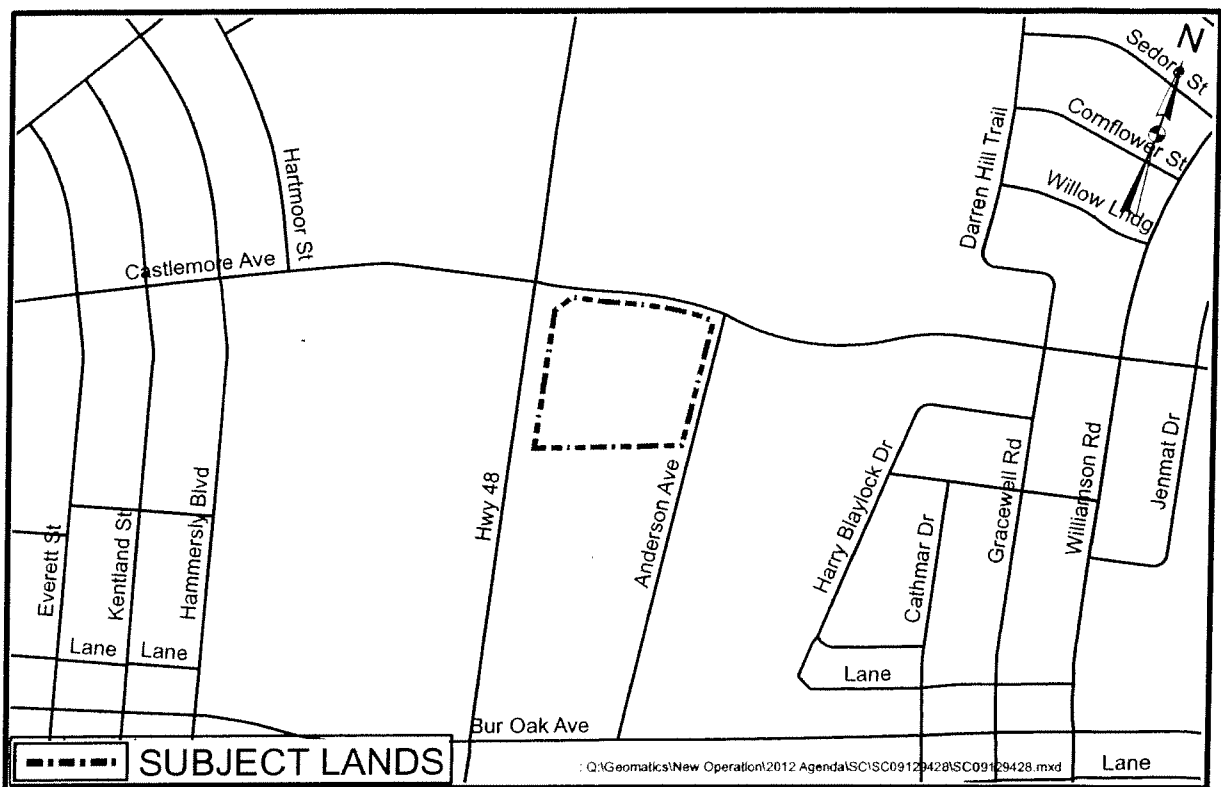 N
Sedore St
Cornflower St
Willow Lndg
Darren Hill Trail
Hartmoor St
Castlemore Ave
Hwy 48
Anderson Ave
Harry Blaylock Dr
Cathmar Dr
Gracewell Rd
Williamson Rd
Jenmat Dr
Everett St
Kentland St
Hammersly Blvd
Lane
Lane
Lane
Bur Oak Ave
SUBJECT LANDS
: Q:\Geomatics\New Operation\2012 Agenda\SC\SC09129428\SC09129428.mxd
Lane